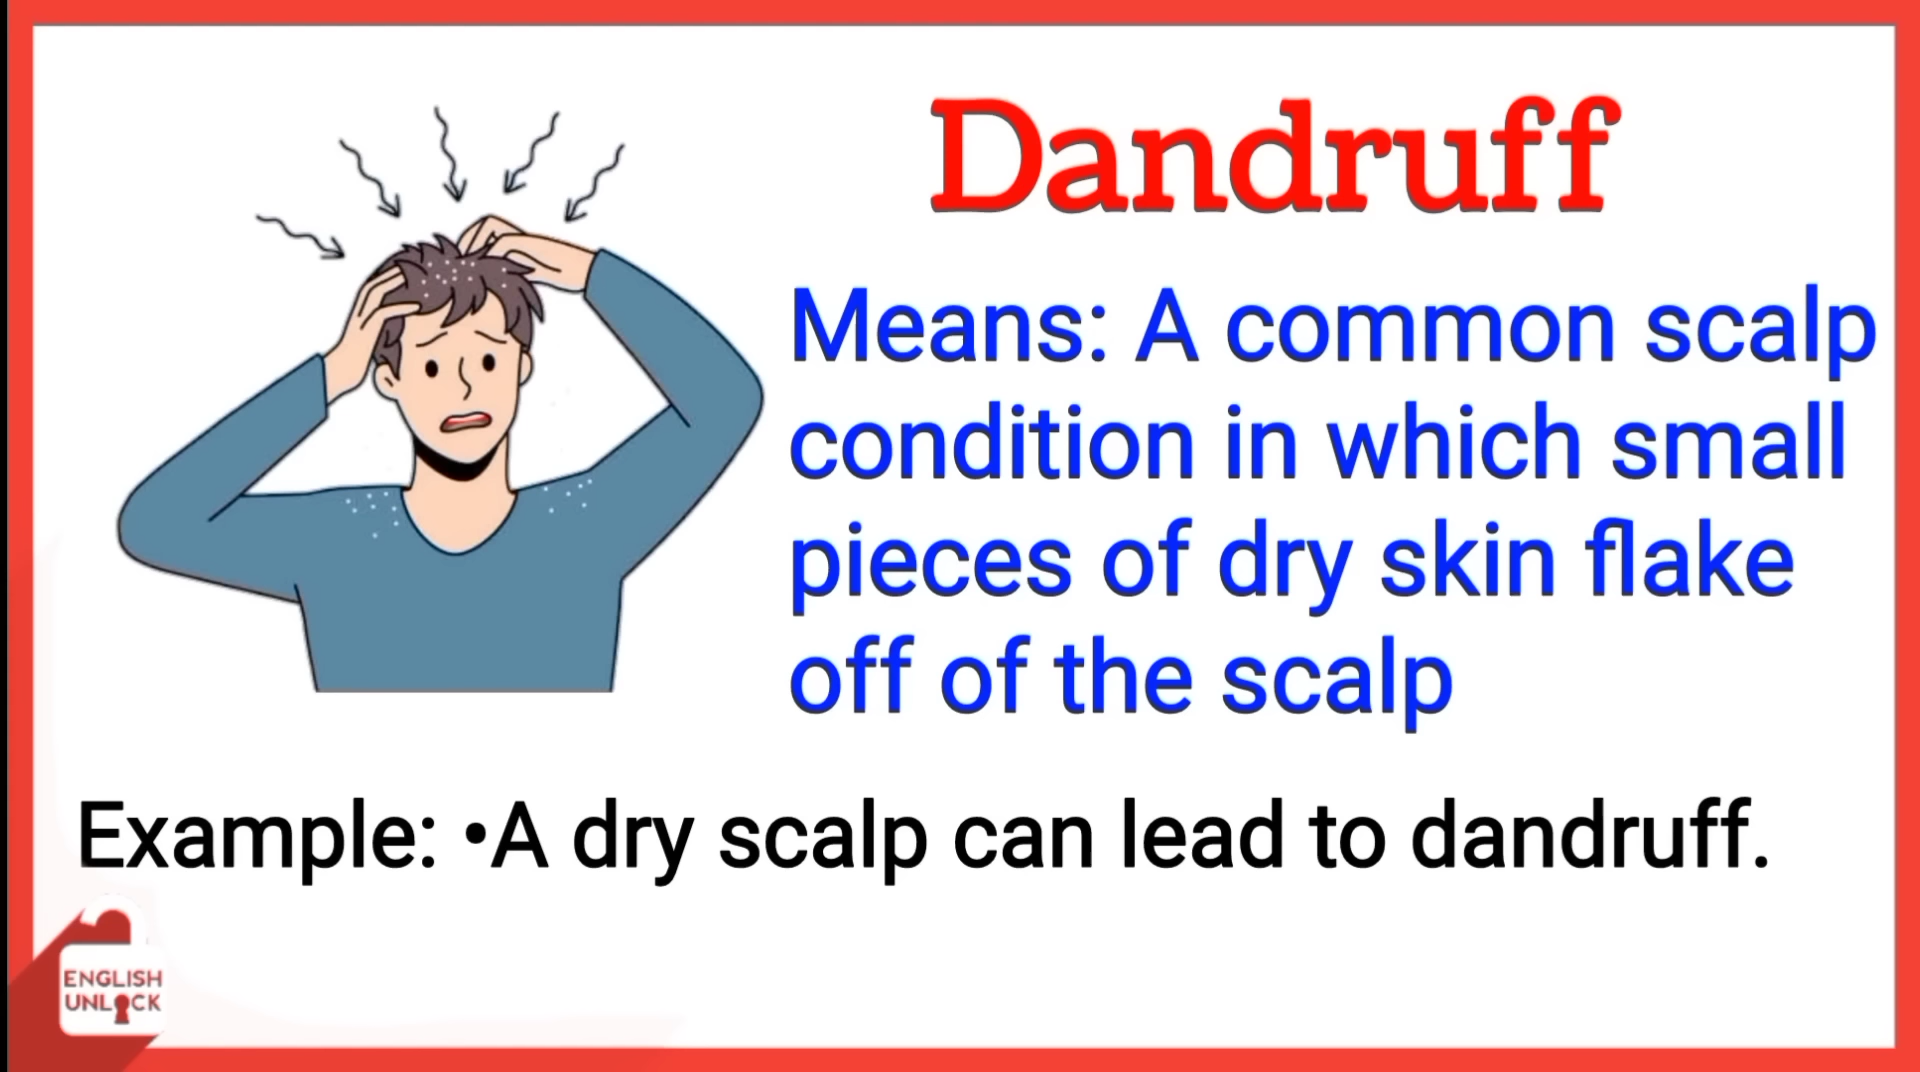 Dandruff
Means: A common scalp
condition in which small
pieces of dry skin flake
off of the scalp
Example: •A dry scalp can lead to dandruff.
ENGLISH
UNLOCK